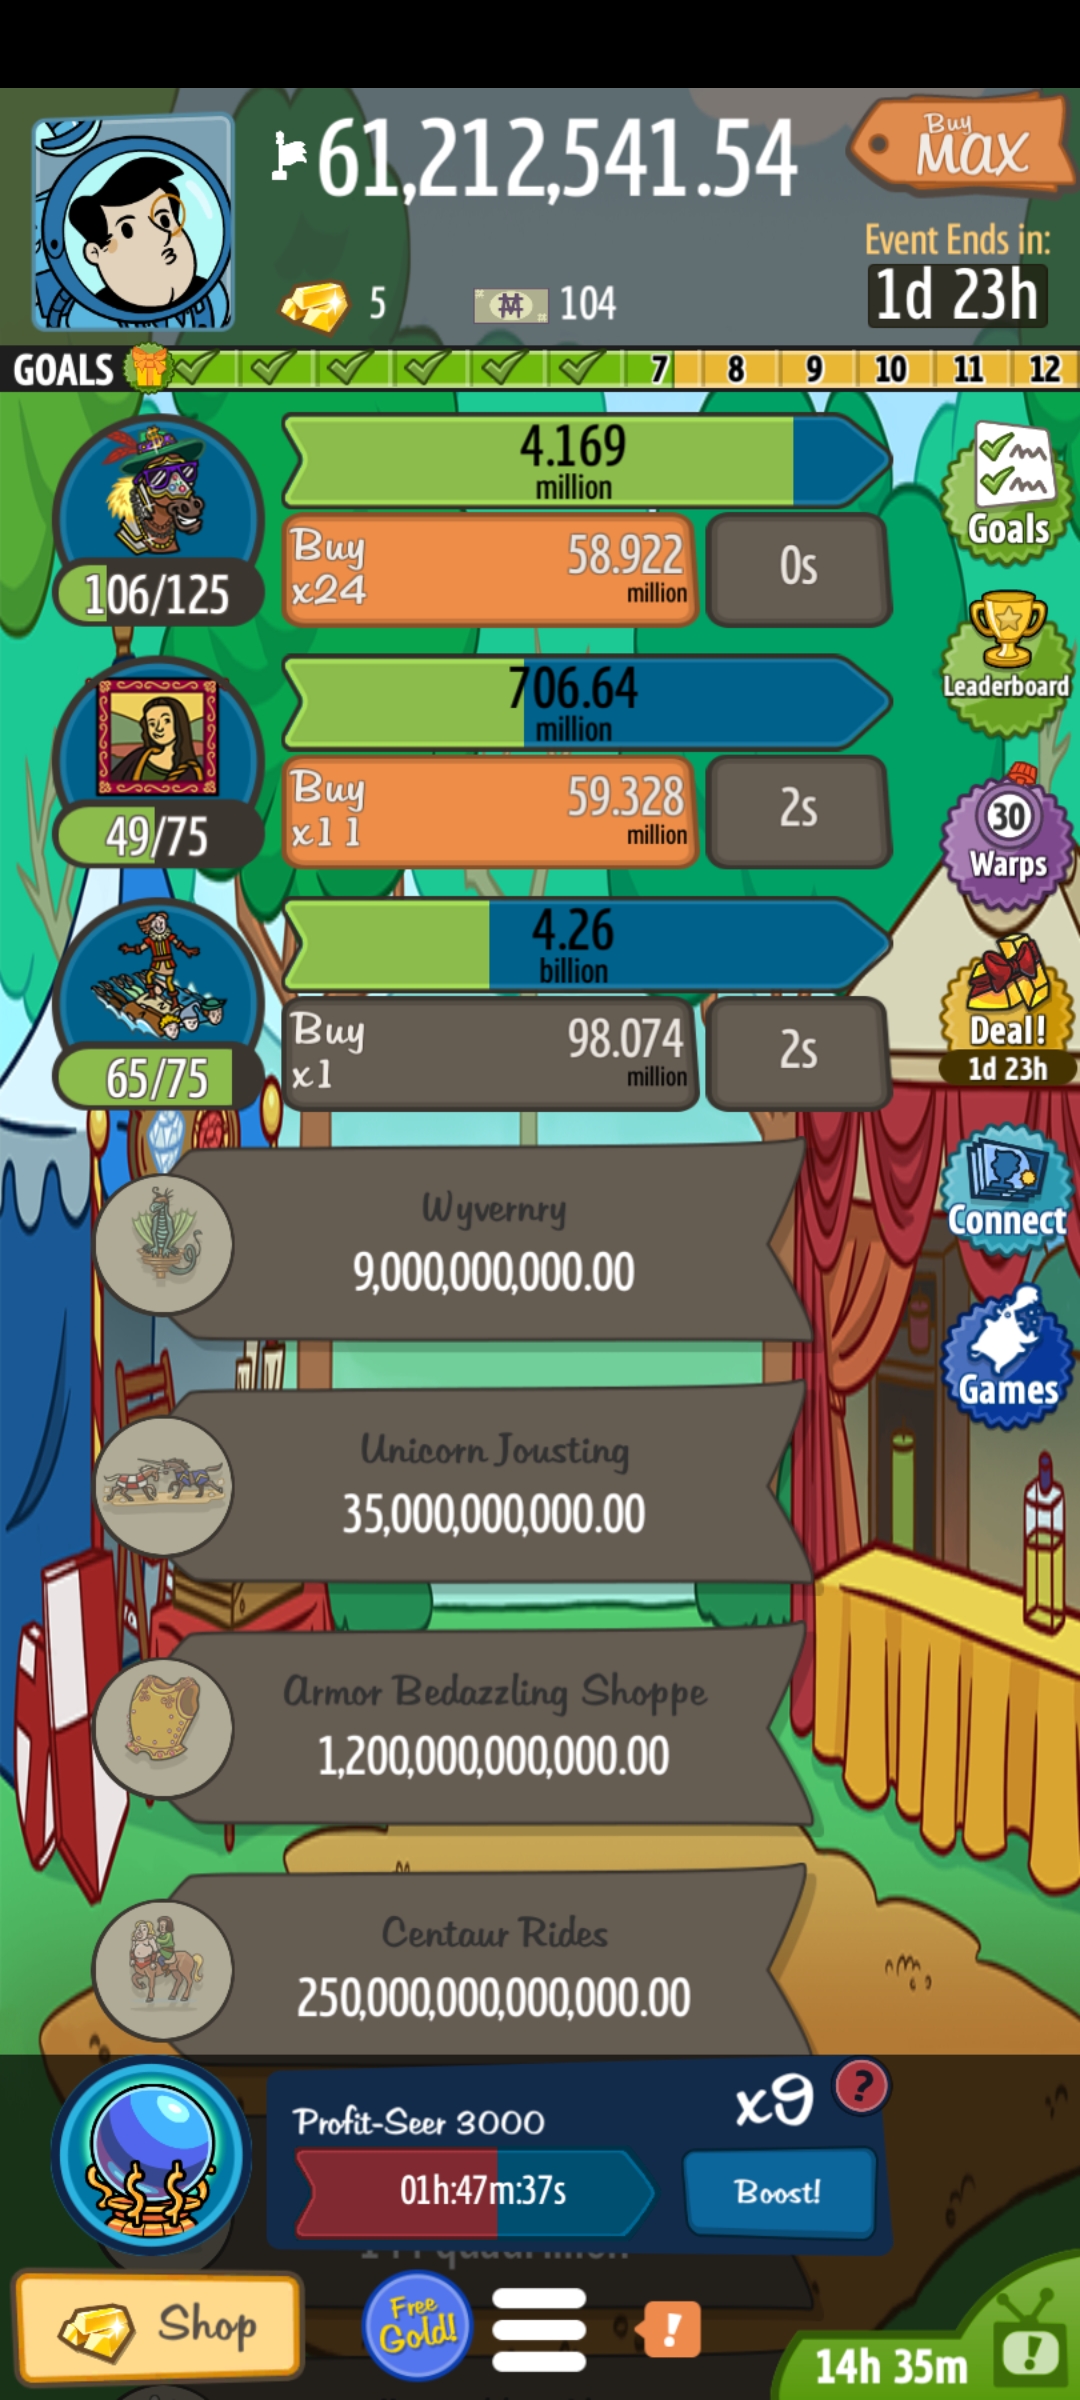 61,212,541.54
Buy
MAX
5
104
Event Ends in:
1d 23h
GOALS
7
8
9
10
11
12
4.169
million
Buy
x24
58.922
million
0s
106/125
Goals
706.64
million
Buy
x11
59.328
million
2s
49/75
Leaderboard
30
Warps
4.26
billion
Buy
x1
98.074
million
2s
65/75
Deal!
1d 23h
Wyvernry
9,000,000,000.00
Connect
Unicorn Jousting
35,000,000,000.00
Games
Armor Bedazzling Shoppe
1,200,000,000,000.00
Centaur Rides
250,000,000,000,000.00
Profit-Seer 3000
x9
?
01h:47m:37s
Boost!
Shop
Free
Gold!
!
14h 35m
!